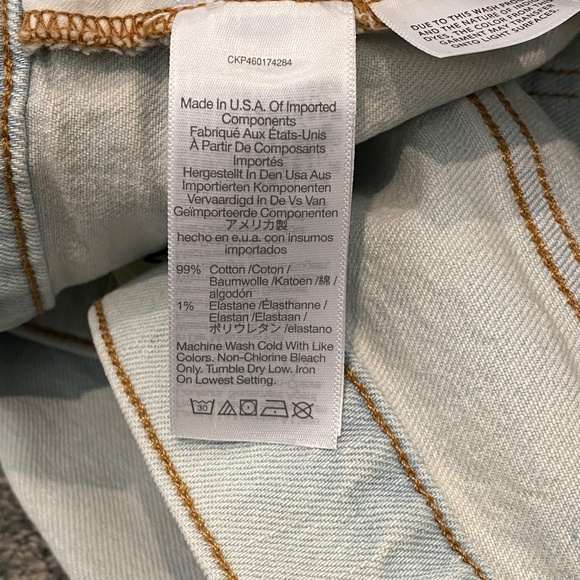 CKP460174284
Made In U.S.A. Of Imported
Components
Fabriqué Aux États-Unis
À Partir De Composants
Importés
Hergestellt In Den Usa Aus
Importierten Komponenten
Vervaardigd In De Vs Van
Geïmporteerde Componenten
アメリカ製
hecho en e.u.a. con insumos
importados
99% Cotton /Coton /
Baumwolle /Katoen /綿/
algodón
1% Elastane /Élasthanne /
Elastan /Elastaan /
ポリウレタン /elastano
Machine Wash Cold With Like
Colors. Non-Chlorine Bleach
Only. Tumble Dry Low. Iron
On Lowest Setting.
30
DUE TO THIS WASH
AND THE NATURE OF
DYES, THE COLOR FROM
GARMENT MAY TRANSFER
ONTO LIGHT SURFACES.